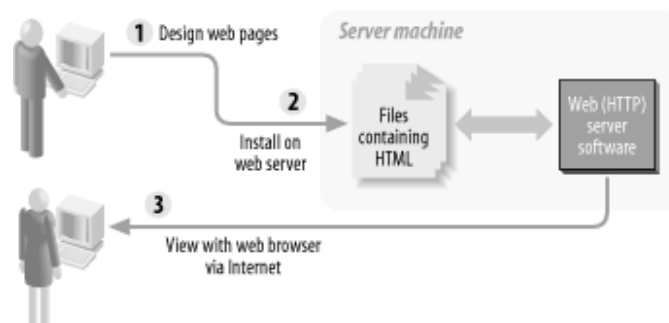 1 Design web pages
Server machine
2
Install on
web server
Files
containing
HTML
Web (HTTP)
server
software
3
View with web browser
via Internet